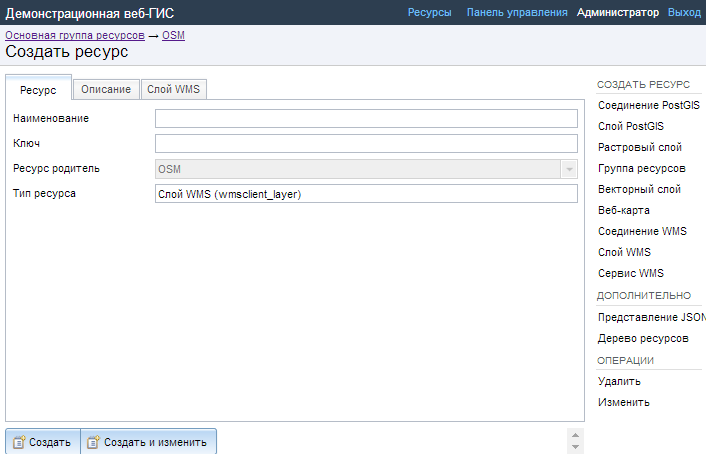 Демонстрационная веб-ГИС
Ресурсы Панель управления Администратор Выход
Основная группа ресурсов → OSM
Создать ресурс
Ресурс Описание Слой WMS
Наименование
Ключ
Ресурс родитель OSM
Тип ресурса Слой WMS (wmsclient_layer)
Создать Создать и изменить
СОЗДАТЬ РЕСУРС
Соединение PostGIS
Слой PostGIS
Растровый слой
Группа ресурсов
Векторный слой
Веб-карта
Соединение WMS
Слой WMS
Сервис WMS
ДОПОЛНИТЕЛЬНО
Представление JSON
Дерево ресурсов
ОПЕРАЦИИ
Удалить
Изменить